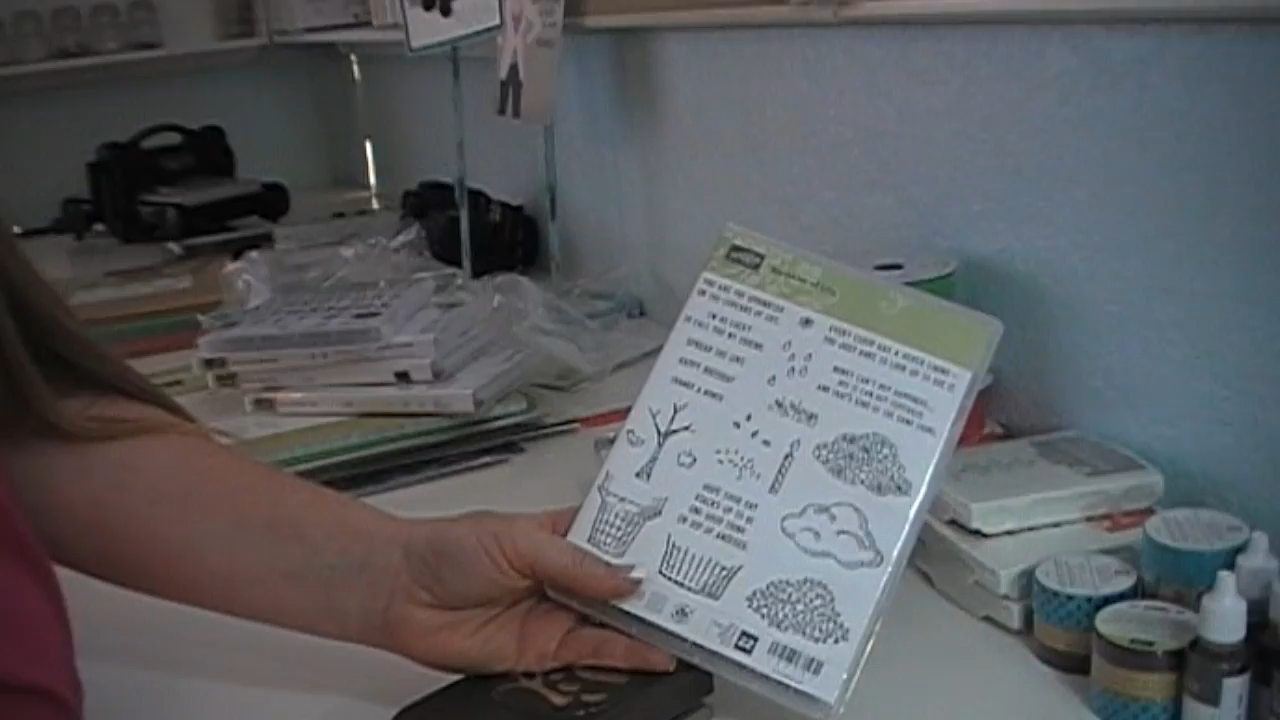 YOU ARE THE SPRINKLES
ON THE CUPCAKE OF LIFE.
I'M SO LUCKY
TO CALL YOU MY FRIEND.
SPREAD THE LOVE
HAPPY BIRTHDAY
EVERY CLOUD HAS A SILVER LINING -
YOU JUST HAVE TO LOOK UP TO SEE IT.
MONEY CAN'T BUY HAPPINESS...
BUT IT CAN BUY CUPCAKES
AND THAT'S KIND OF THE SAME THING.
HOPE YOUR DAY
STACKS UP TO BE
ONE GOOD THING
ON TOP OF ANOTHER.
22